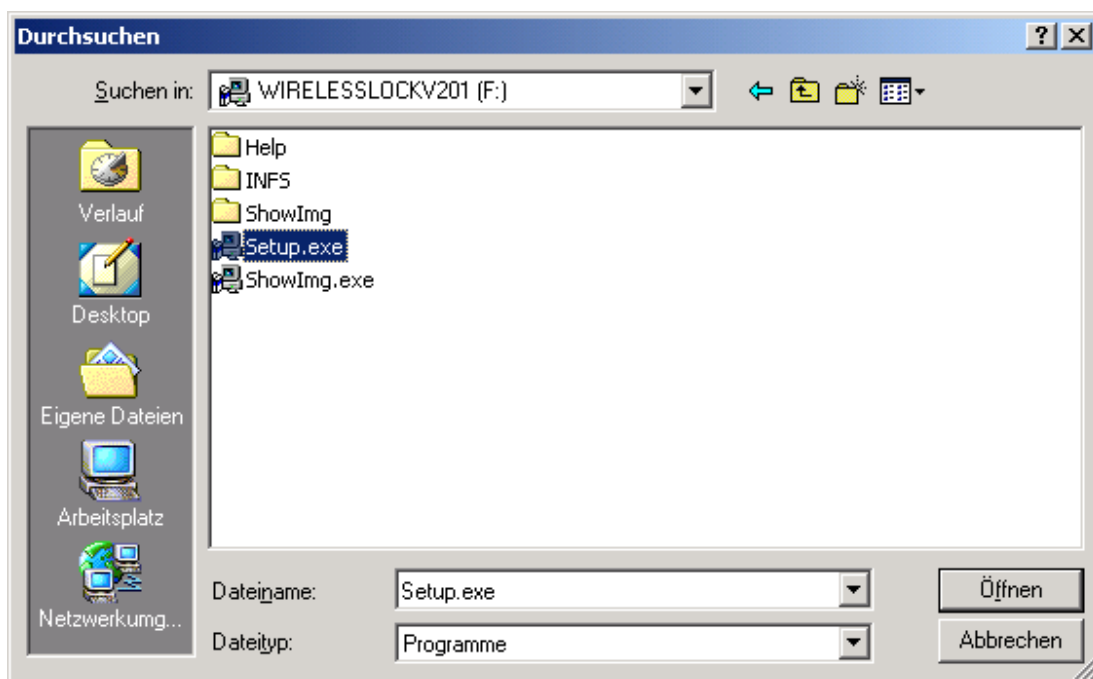 Durchsuchen
Suchen in: WIRELESSLOCKV201 (F:)
Verlauf
Desktop
Eigene Dateien
Arbeitsplatz
Netzwerkumg...
Help
INFS
ShowImg
Setup.exe
ShowImg.exe
Dateiname: Setup.exe Öffnen
Dateityp: Programme Abbrechen